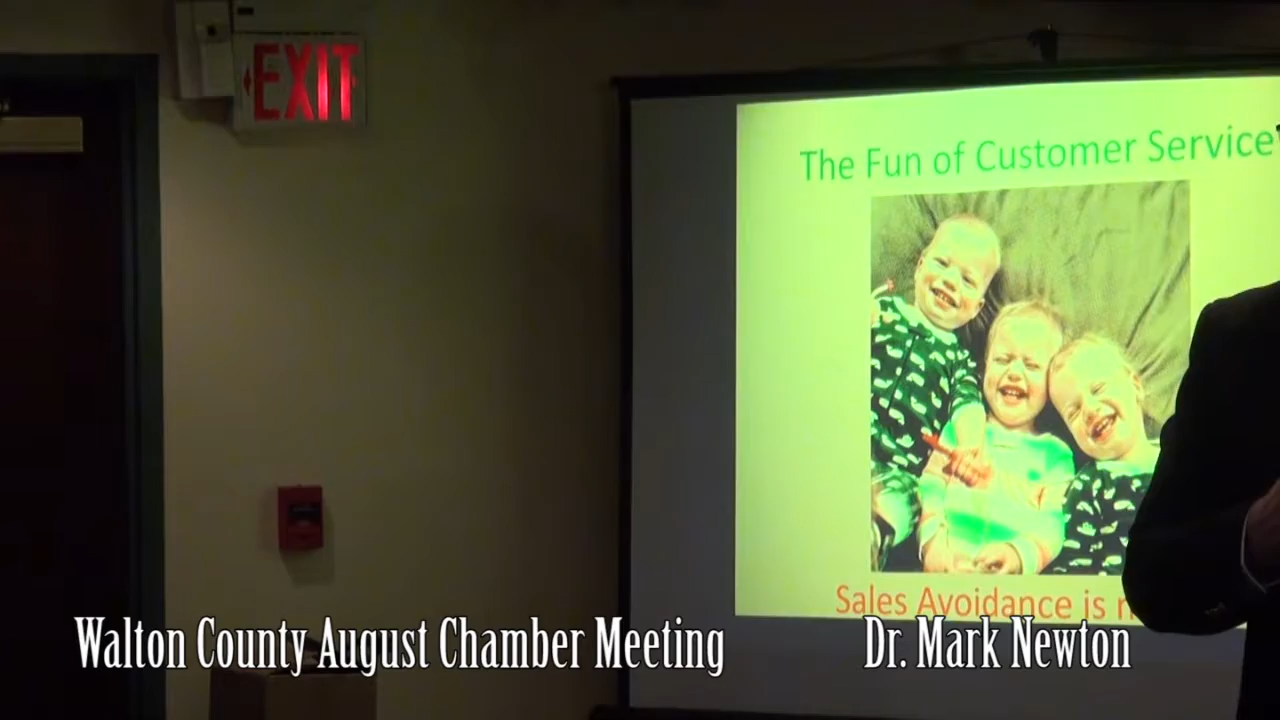 EXIT
The Fun of Customer Service
Sales Avoidance is
Walton County August Chamber Meeting
Dr. Mark Newton